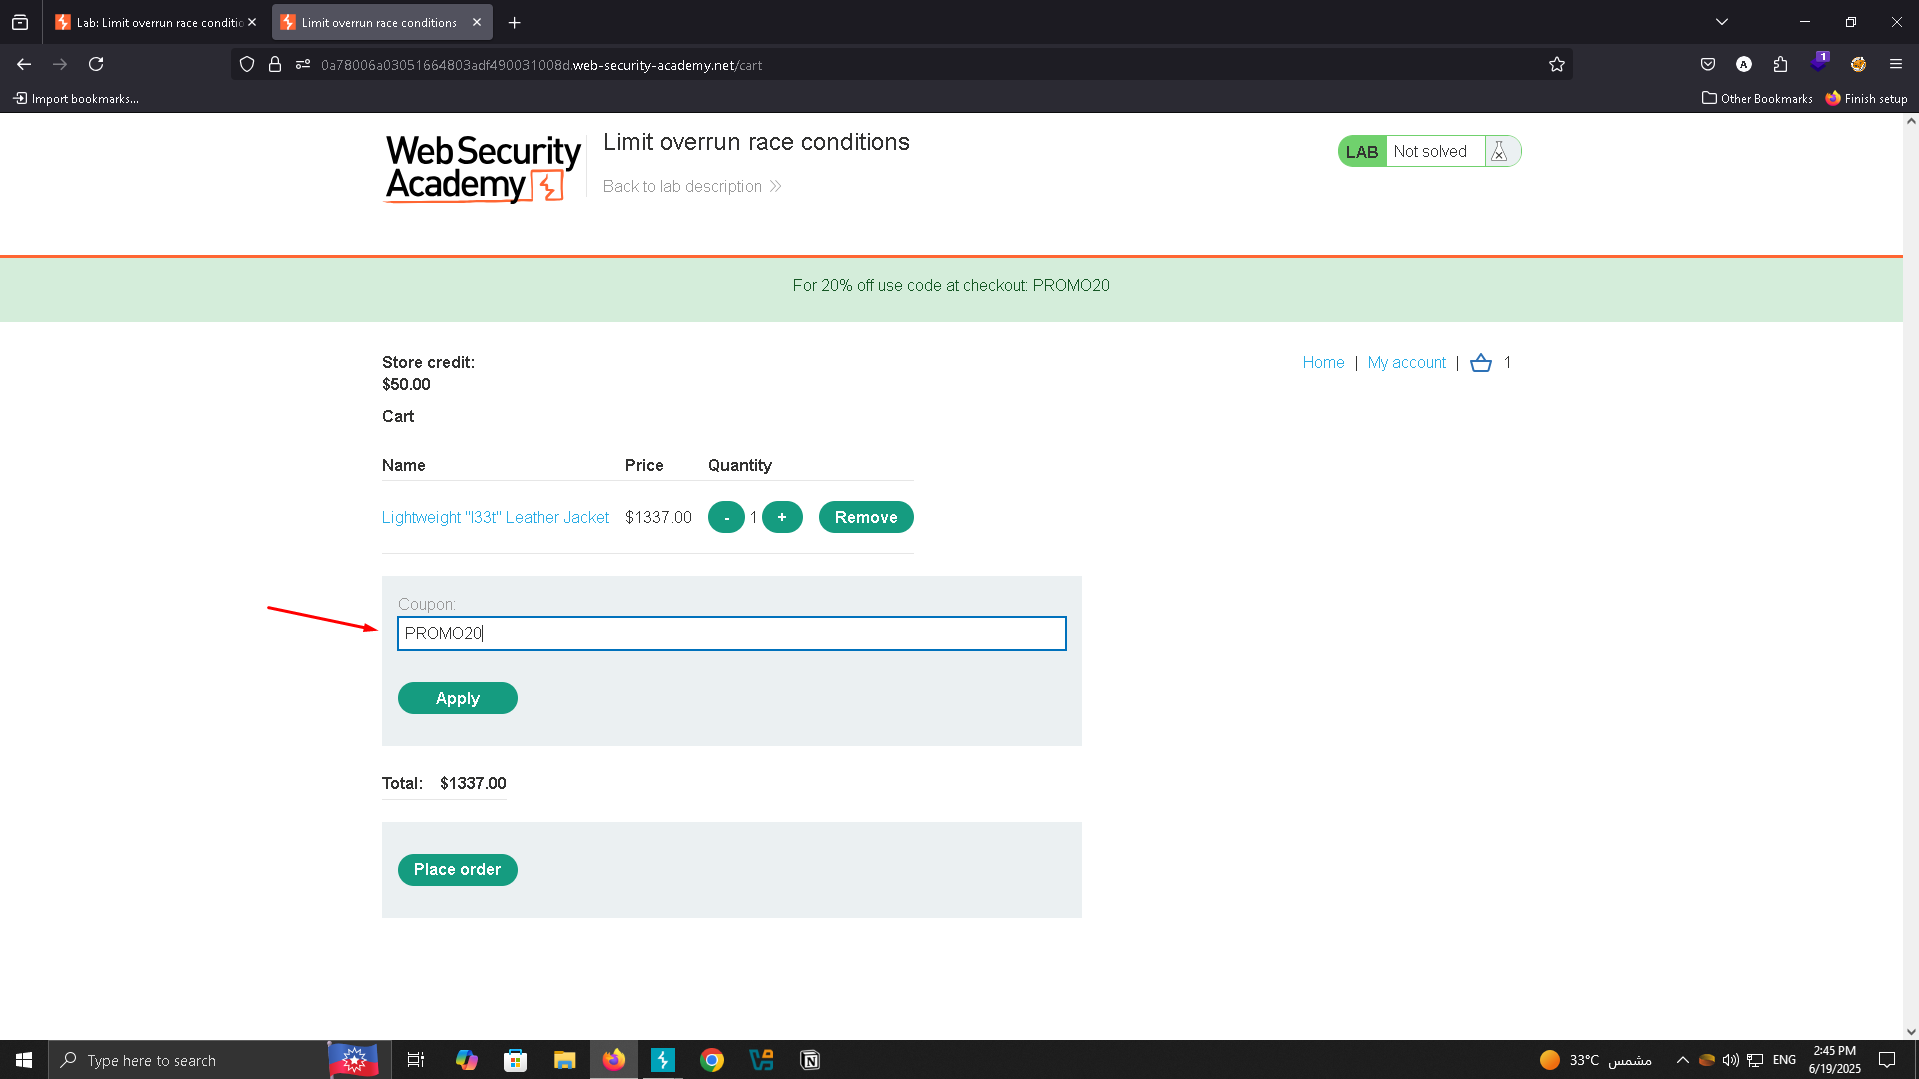 Lab: Limit overrun race conditio
Limit overrun race conditions
0a78006a03051664803adf490031008d.web-security-academy.net/cart
A
1
Import bookmarks...
Other Bookmarks
Finish setup
WebSecurity
Academy
Limit overrun race conditions
Back to lab description
LAB
Not solved
For 20% off use code at checkout: PROMO20
Store credit:
$50.00
Home | My account | 1
Cart
Name Price Quantity
Lightweight "l33t" Leather Jacket $1337.00 - 1 + Remove
Coupon:
PROMO20
Apply
Total: $1337.00
Place order
Type here to search
33°C مشمس
ENG
2:45 PM
6/19/2025